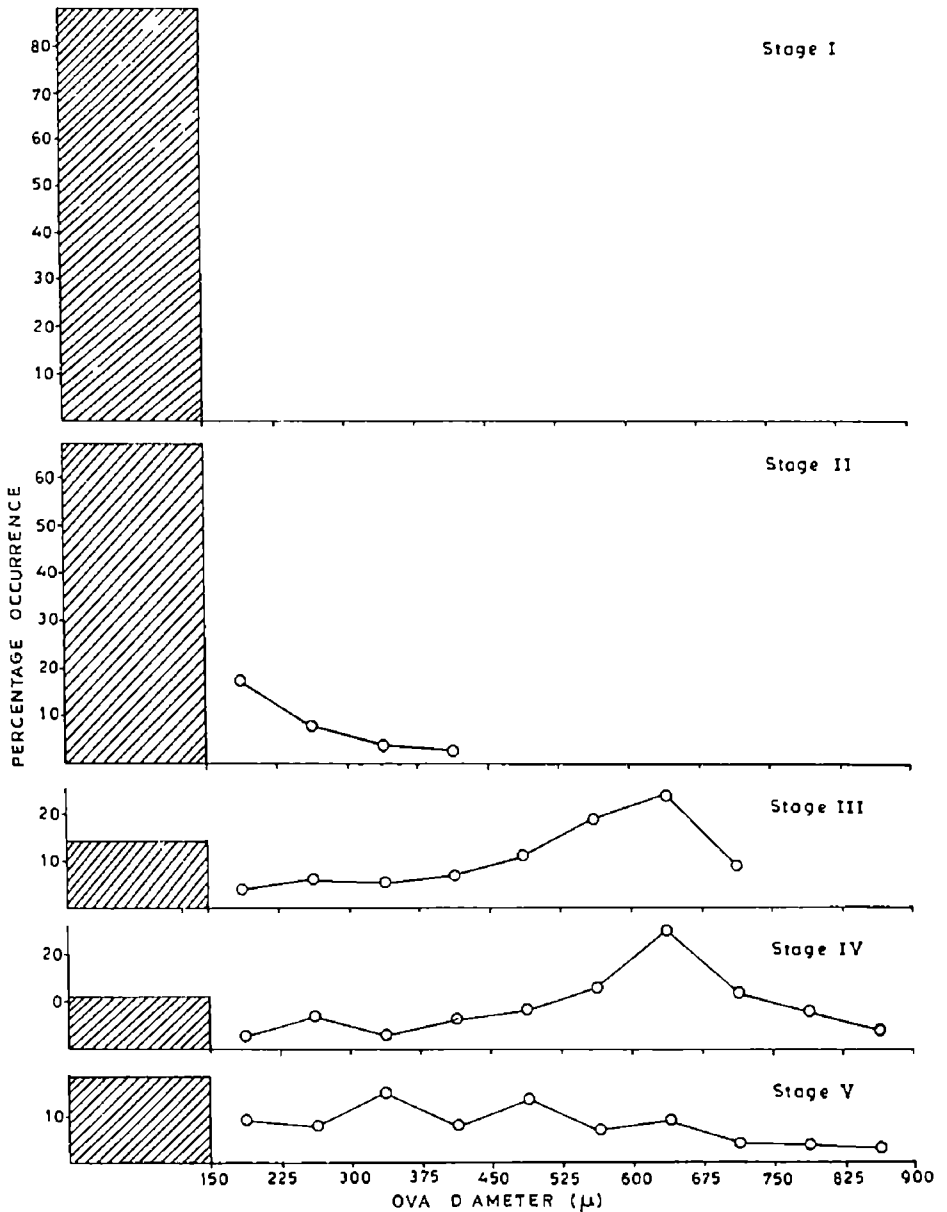 Stage I
80
70
60
50
40
30
20
10
Stage II
60
50
40
30
20
10
PERCENTAGE OCCURRENCE
Stage III
20
10
Stage IV
20
0
Stage V
10
150 225 300 375 450 525 600 675 750 825 900
OVA D AMETER (μ)